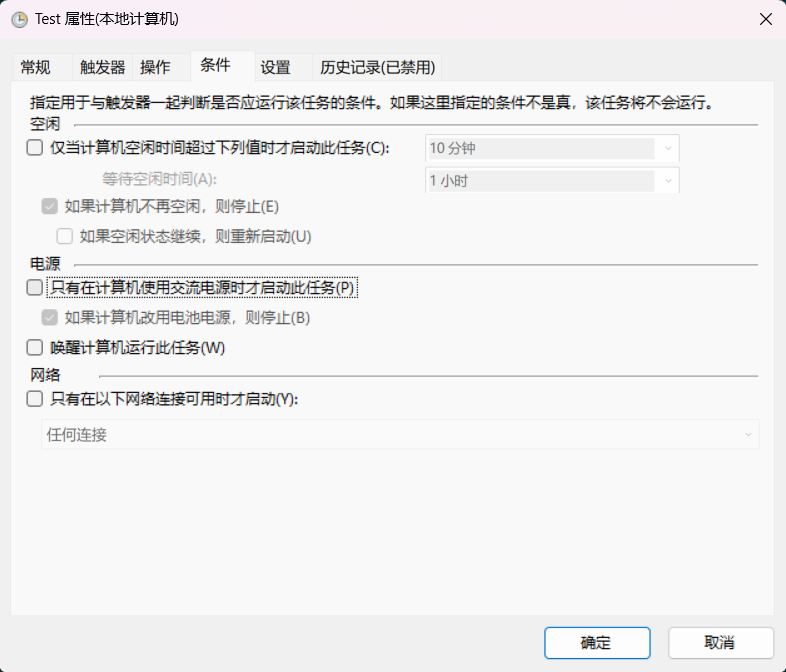 Test 属性(本地计算机)
常规 触发器 操作 条件 设置 历史记录(已禁用)
指定用于与触发器一起判断是否应运行该任务的条件。如果这里指定的条件不是真，该任务将不会运行。
空闲
仅当计算机空闲时间超过下列值时才启动此任务(C): 10 分钟
等待空闲时间(A): 1 小时
如果计算机不再空闲，则停止(E)
如果空闲状态继续，则重新启动(U)
电源
只有在计算机使用交流电源时才启动此任务(P)
如果计算机改用电池电源，则停止(B)
唤醒计算机运行此任务(W)
网络
只有在以下网络连接可用时才启动(Y):
任何连接
确定 取消